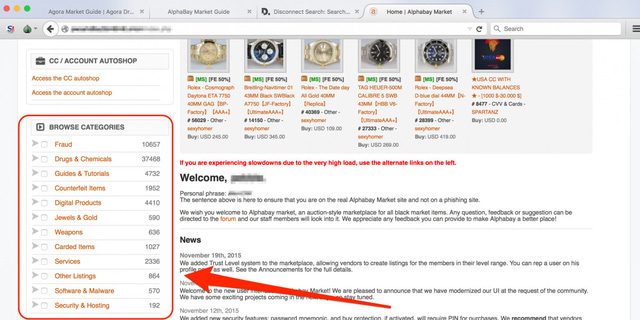 Agora Market Guide | Agora Dr...
AlphaBay Market Guide
Disconnect Search: Search...
Home | Alphabay Market
Search
CC / ACCOUNT AUTOSHOP
Access the CC autoshop
Access the account autoshop
BROWSE CATEGORIES
Fraud 10657
Drugs & Chemicals 37468
Guides & Tutorials 4732
Counterfeit Items 1952
Digital Products 4410
Jewels & Gold 590
Weapons 636
Carded Items 1027
Services 2336
Other Listings 864
Software & Malware 570
Security & Hosting 192
[MS] [FE 50%]
Rolex - Cosmograph
Daytona ETA 7750
40MM GAG [BP-
Factory] [AAA+]
# 56029 - Other -
sexyhomer
Buy: USD 249.00
[MS] [FE 50%]
Breitling-Navitimer 01
43MM Black SWBlack
A7750 [JF-Factory]
[UltimateAAA+]
# 14150 - Other -
sexyhomer
Buy: USD 345.00
[MS] [FE 50%]
Rolex - The Date day
All Gold 40MM
[Replica]
# 40369 - Other -
sexyhomer
Buy: USD 109.00
[MS] [FE 50%]
TAG HEUER-500M
CALIBRE 5 SWB
43MM [HBB V6-
Factory]
[UltimateAAA+]
# 27333 - Other -
sexyhomer
Buy: USD 419.00
[MS] [FE 50%]
Rolex - Deepsea
D-blue dial 44MM [N-
Factory]
[UltimateAAA+]
# 28399 - Other -
sexyhomer
Buy: USD 269.00
★USA CC WITH
KNOWN BALANCES
★ - [1000 $-30.000 $]
# 8477 - CVV & Cards -
SPARTANZ
Buy: USD 0.00
If you are experiencing slowdowns due to the very high load, use the alternate links on the left.
Welcome,
Personal phrase:
The sentence above is here to ensure that you are on the real Alphabay Market site and not on a phishing site.
We wish you welcome to Alphabay market, an auction-style marketplace for all black market items. Any question, feedback or suggestion can be
directed to the forum and our staff members will look into it. We appreciate any feedback you can provide to make Alphabay a better place!
News
November 19th, 2015
We added Trust Level system to the marketplace, allowing vendors to create listings for the members in their level range. You can rep a user on his
profile as well. See the Announcements for the full details.
2015
Welcome to the new user Market! We are pleased to announce that we have modernized our UI at the request of the community.
We have some exciting projects coming in the stay tuned.
November 12th, 2015
We added new security features: password mnemonic, and buy protection, if activated, will require PIN for purchases. We recommend that vendors